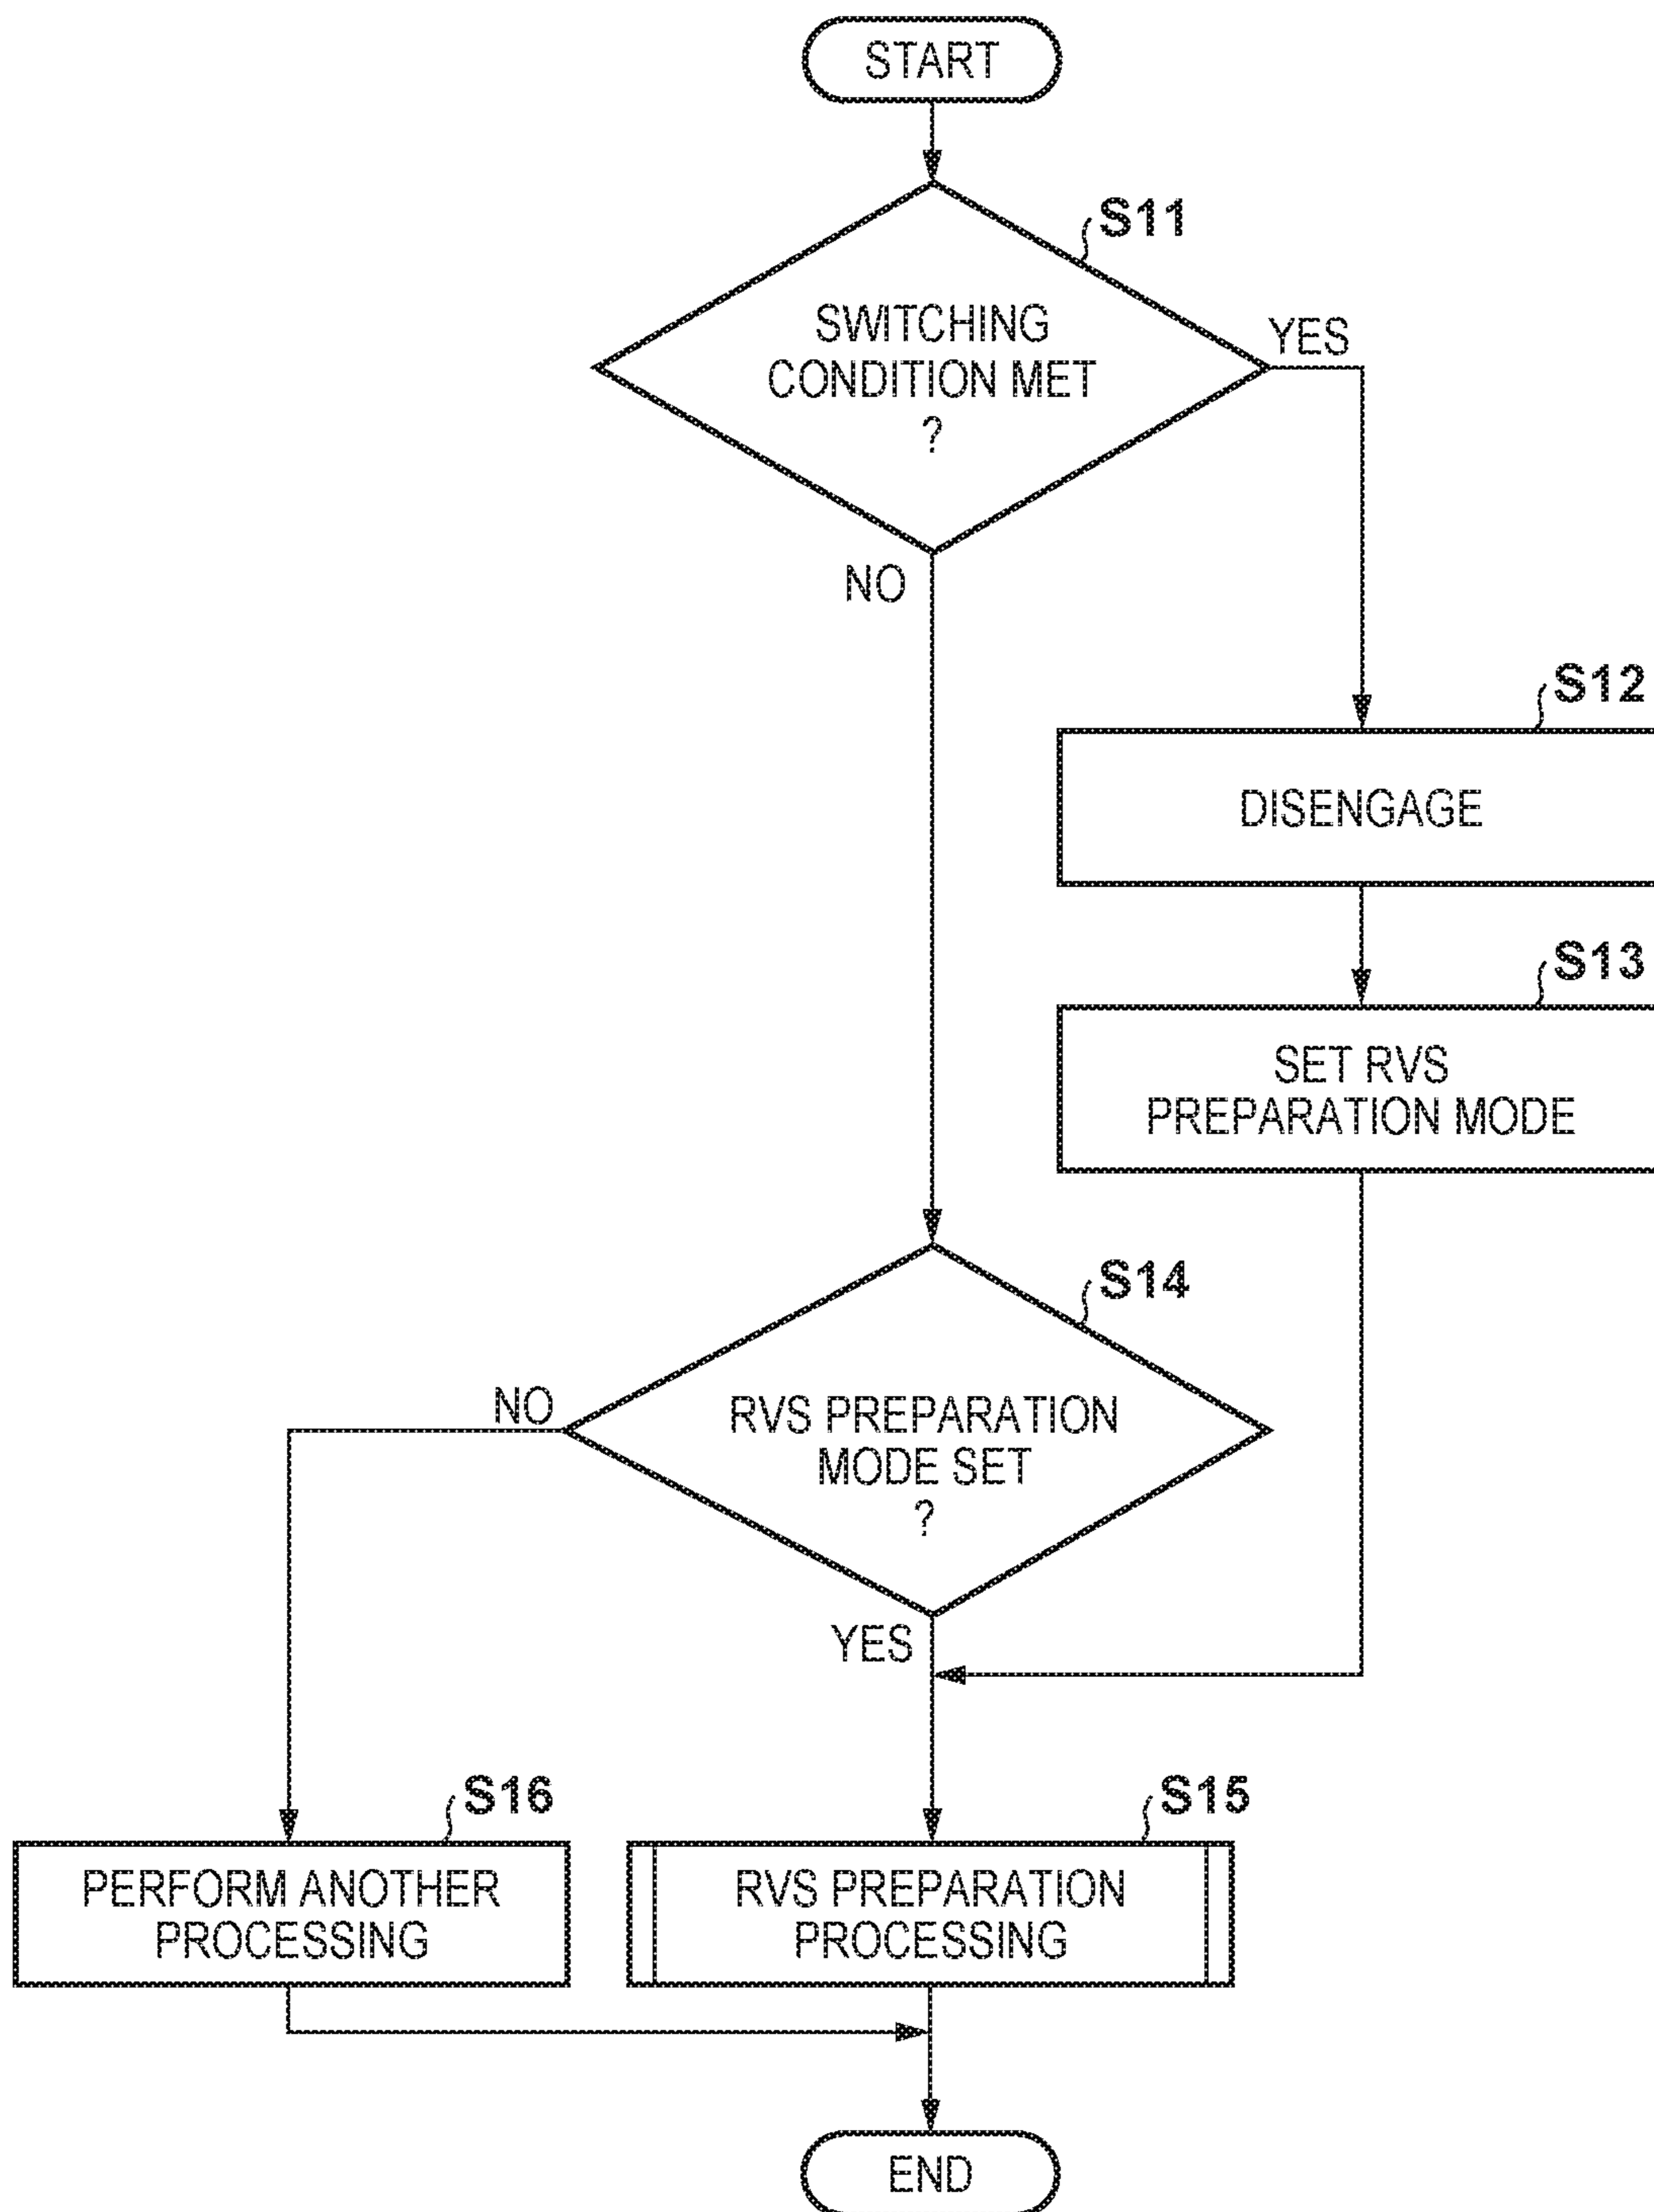 START
S11
SWITCHING
CONDITION MET
?
YES
NO
S12
DISENGAGE
S13
SET RVS
PREPARATION MODE
S14
NO
RVS PREPARATION
MODE SET
?
YES
S16
PERFORM ANOTHER
PROCESSING
S15
RVS PREPARATION
PROCESSING
END